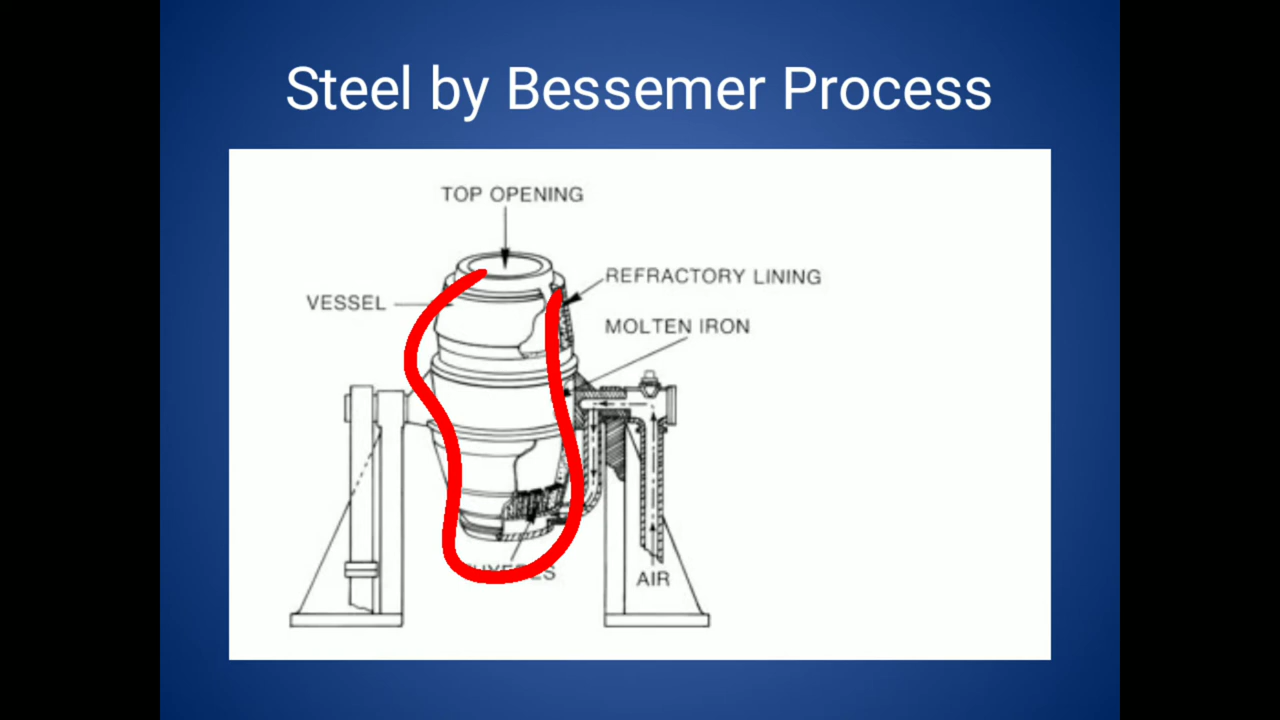 Steel by Bessemer Process
TOP OPENING
REFRACTORY LINING
VESSEL
MOLTEN IRON
AIR